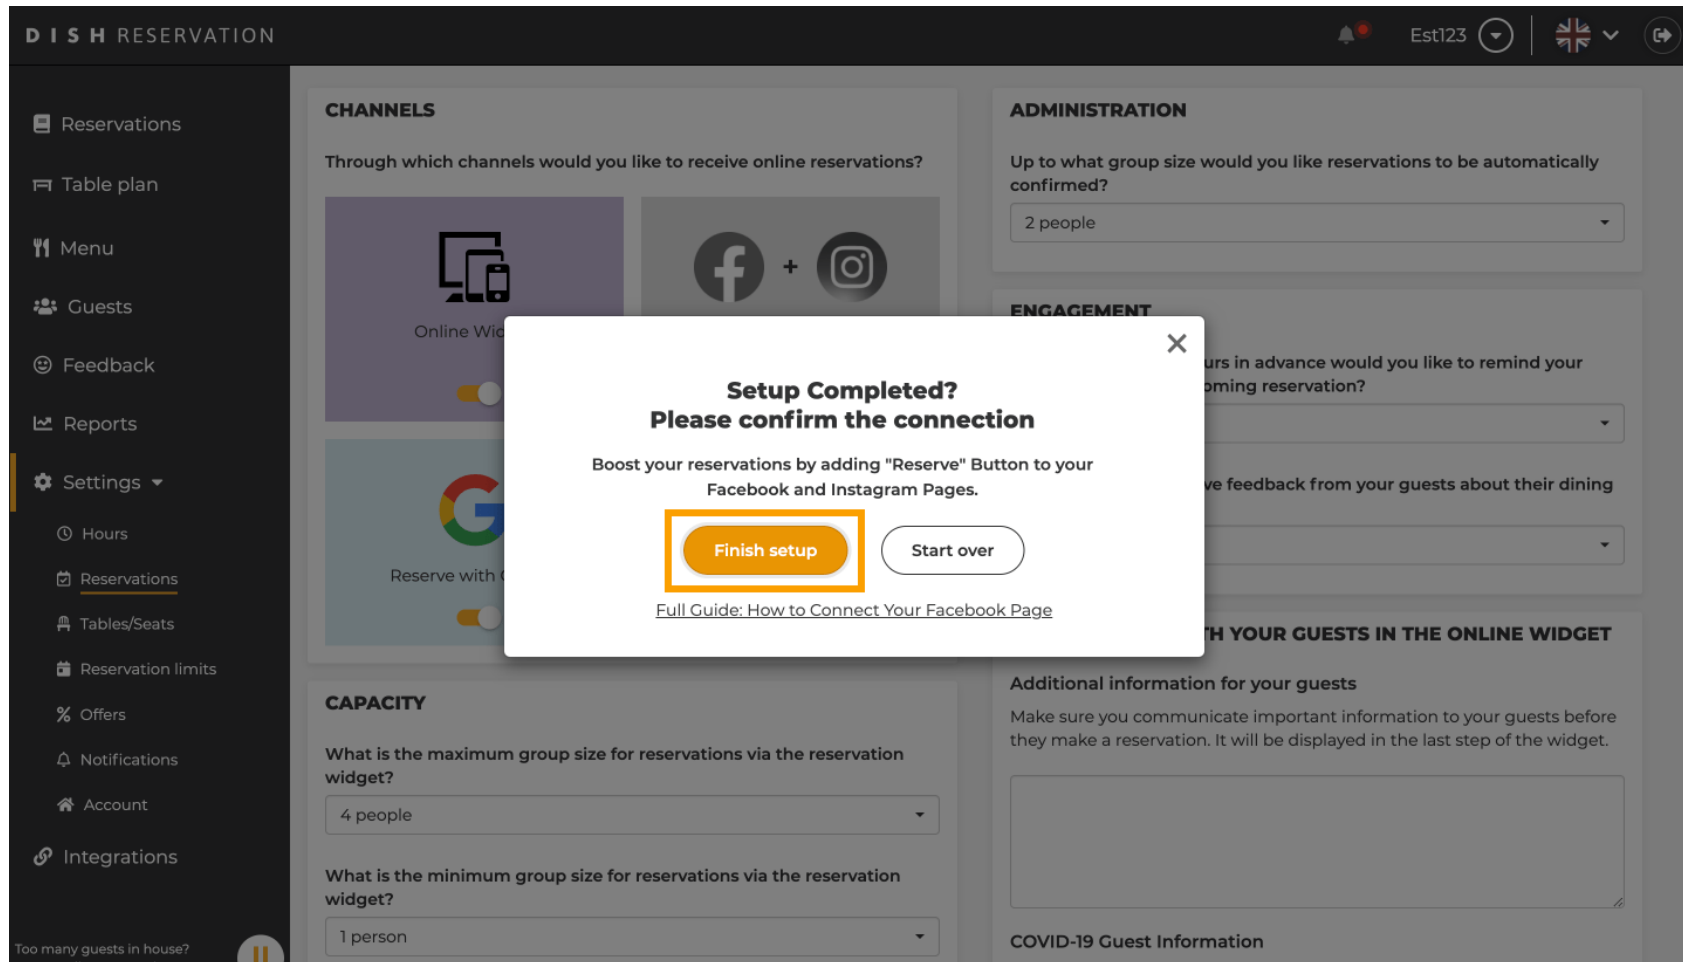 DISH RESERVATION
Est123
Reservations
Table plan
Menu
Guests
Feedback
Reports
Settings
Hours
Reservations
Tables/Seats
Reservation limits
Offers
Notifications
Account
Integrations
Too many guests in house?
CHANNELS
Through which channels would you like to receive online reservations?
+
Online Wid
Reserve with
CAPACITY
What is the maximum group size for reservations via the reservation
widget?
4 people
What is the minimum group size for reservations via the reservation
widget?
1 person
ADMINISTRATION
Up to what group size would you like reservations to be automatically
confirmed?
2 people
ENGAGEMENT
urs in advance would you like to remind your
oming reservation?
ve feedback from your guests about their dining
TH YOUR GUESTS IN THE ONLINE WIDGET
Additional information for your guests
Make sure you communicate important information to your guests before
they make a reservation. It will be displayed in the last step of the widget.
COVID-19 Guest Information
Setup Completed?
Please confirm the connection
Boost your reservations by adding "Reserve" Button to your
Facebook and Instagram Pages.
Finish setup
Start over
Full Guide: How to Connect Your Facebook Page